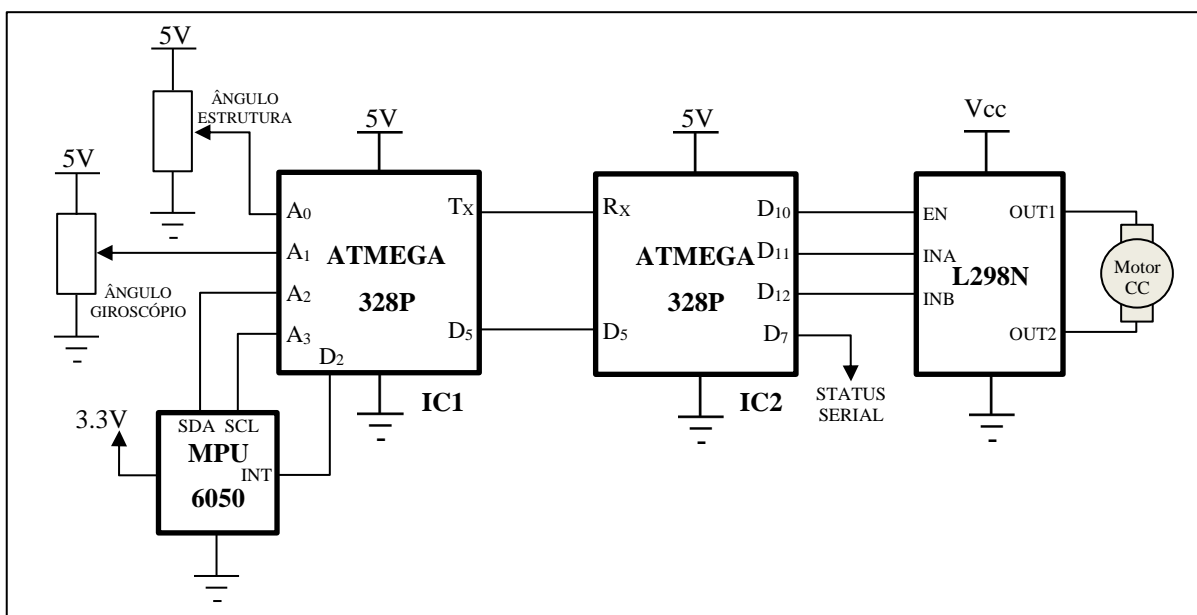 5V
ÂNGULO
ESTRUTURA
5V
ÂNGULO
GIROSCÓPIO
5V
A0
A1
A2
A3
D2
TX
D5
ATMEGA
328P
IC1
3.3V
SDA SCL
MPU
6050
INT
5V
RX
D5
ATMEGA
328P
D10
D11
D12
D7
IC2
STATUS
SERIAL
Vcc
EN
INA
INB
L298N
OUT1
OUT2
Motor
CC